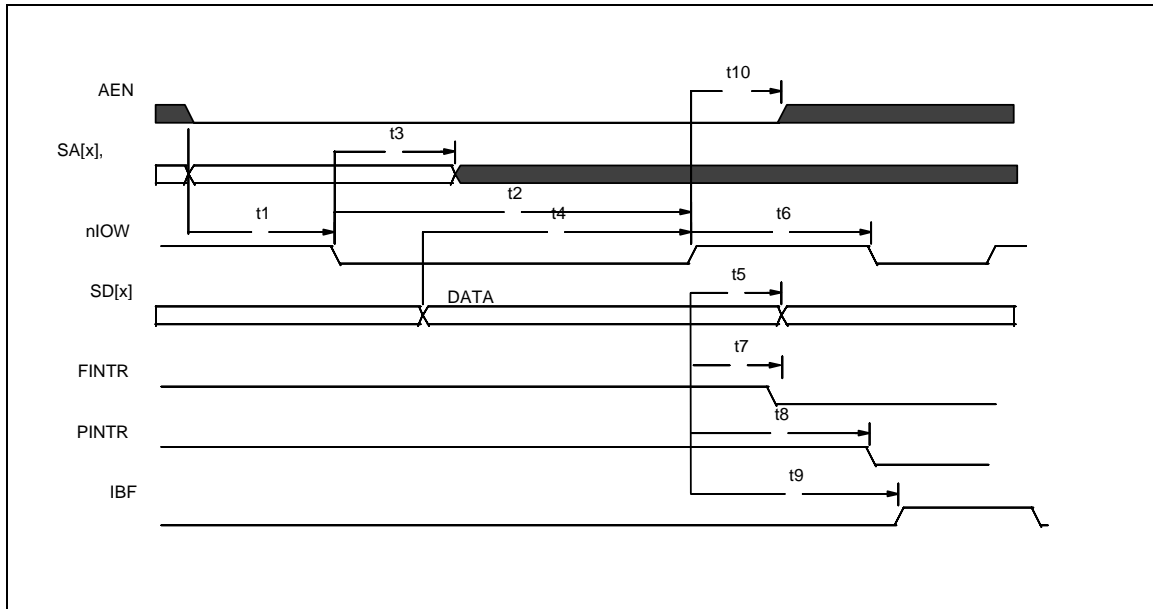 t10
AEN
t3
SA[x],
t2
t1
t4
t6
nIOW
t5
SD[x]
DATA
t7
FINTR
t8
PINTR
t9
IBF